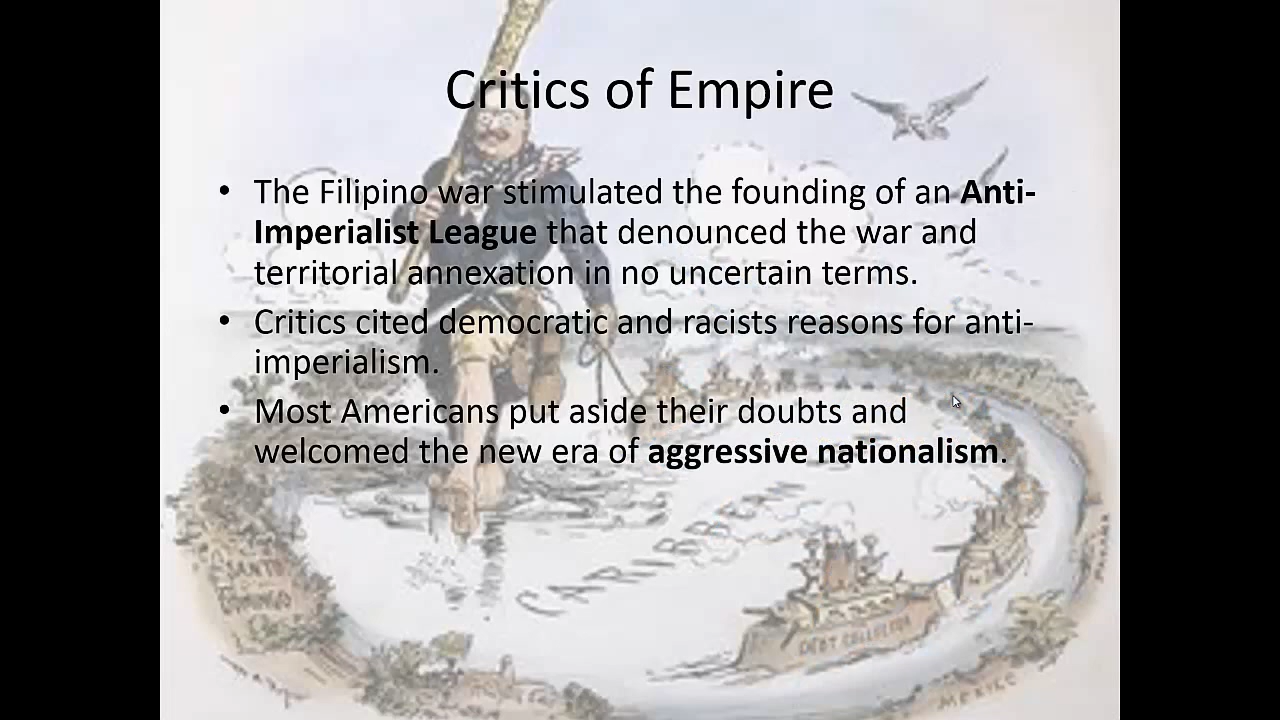 Critics of Empire
• The Filipino war stimulated the founding of an Anti-
Imperialist League that denounced the war and
territorial annexation in no uncertain terms.
• Critics cited democratic and racists reasons for anti-
imperialism.
• Most Americans put aside their doubts and
welcomed the new era of aggressive nationalism.
CARIBBEAN
DEBT COLLECTOR
MEXICO